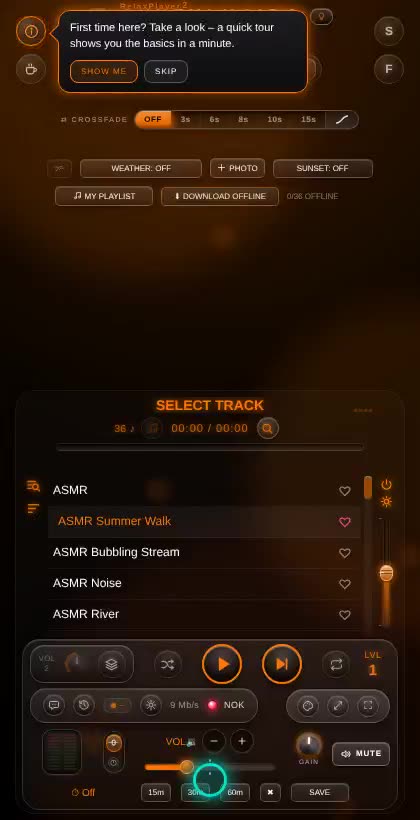 RelaxPlayer2
First time here? Take a look – a quick tour
shows you the basics in a minute.
SHOW ME SKIP
S
F
CROSSFADE OFF 3s 6s 8s 10s 15s
WEATHER: OFF + PHOTO SUNSET: OFF
MY PLAYLIST DOWNLOAD OFFLINE 0/36 OFFLINE
SELECT TRACK
36 ♪ 00:00 / 00:00
ASMR
ASMR Summer Walk
ASMR Bubbling Stream
ASMR Noise
ASMR River
VOL
LVL
1
9 Mb/s NOK
VOL − +
GAIN
MUTE
Off 15m 30m 60m ✖ SAVE